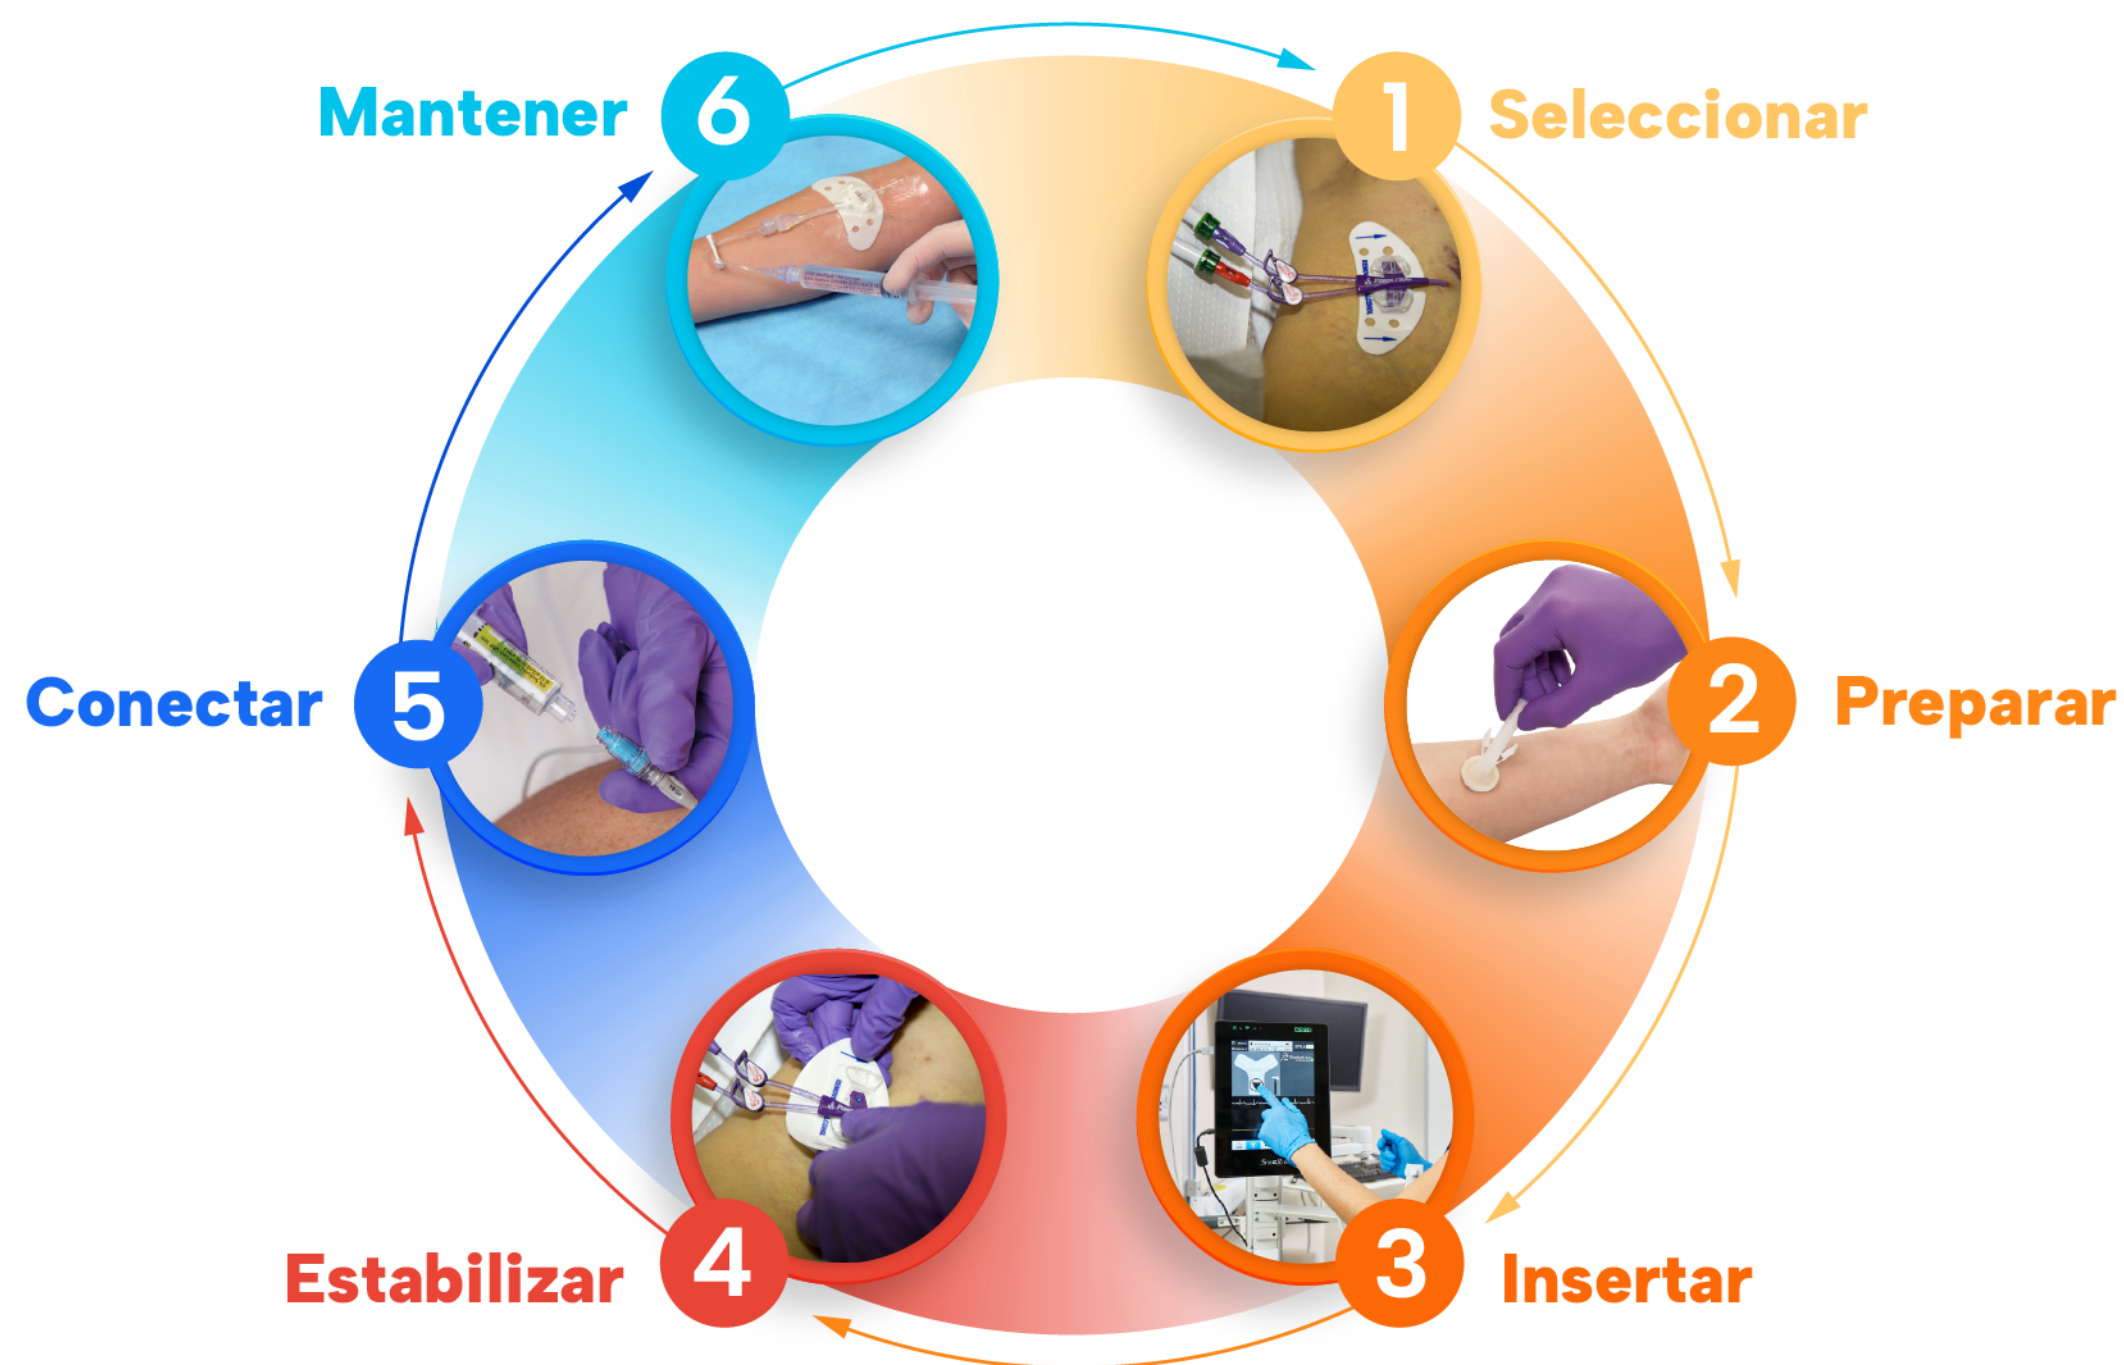 1 Seleccionar
2 Preparar
3 Insertar
4 Estabilizar
5 Conectar
6 Mantener